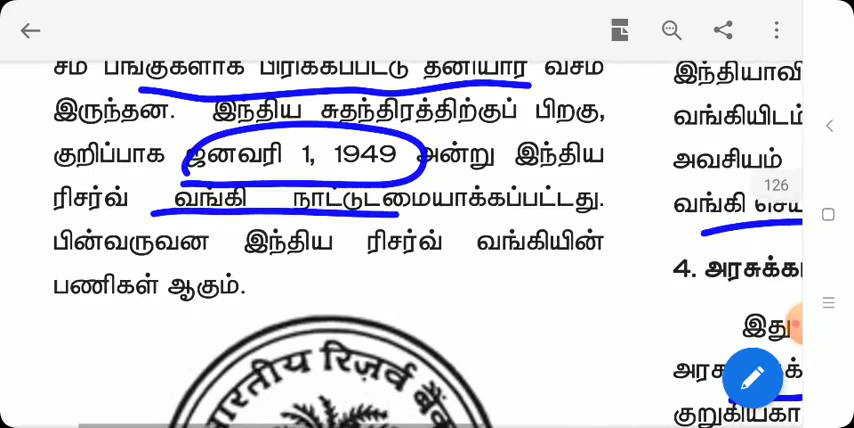 சம பங்குகளாக பிரிக்கப்பட்டு தனியார் வசம்
இருந்தன. இந்திய சுதந்திரத்திற்குப் பிறகு,
குறிப்பாக ஜனவரி 1, 1949 அன்று இந்திய
ரிசர்வ் வங்கி நாட்டுடமையாக்கப்பட்டது.
பின்வருவன இந்திய ரிசர்வ் வங்கியின்
பணிகள் ஆகும்.
भारतीय रिज़र्व बैंक
இந்தியாவி
வங்கியிடம்
அவசியம்
126
வங்கி செய
4. அரசுக்கா
இது
அரச
குறுகியகா